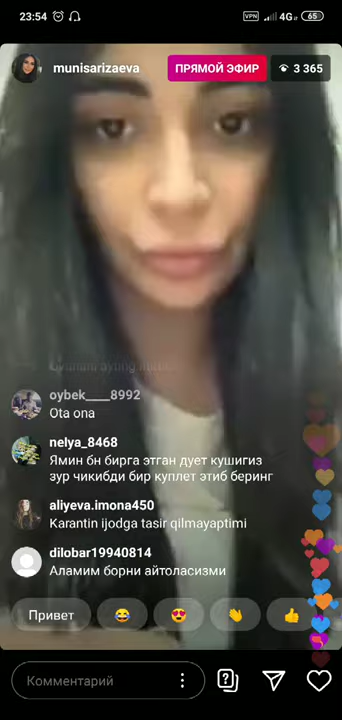 23:54
VPN 4G 65
munisarizaeva ПРЯМОЙ ЭФИР 3 365
oybek____8992
Ota ona
nelya_8468
Ямин бн бирга этган дует кушигиз
зур чикибди бир куплет этиб беринг
aliyeva.imona450
Karantin ijodga tasir qilmayaptimi
dilobar19940814
Аламим борни айтоласизми
Привет
Комментарий